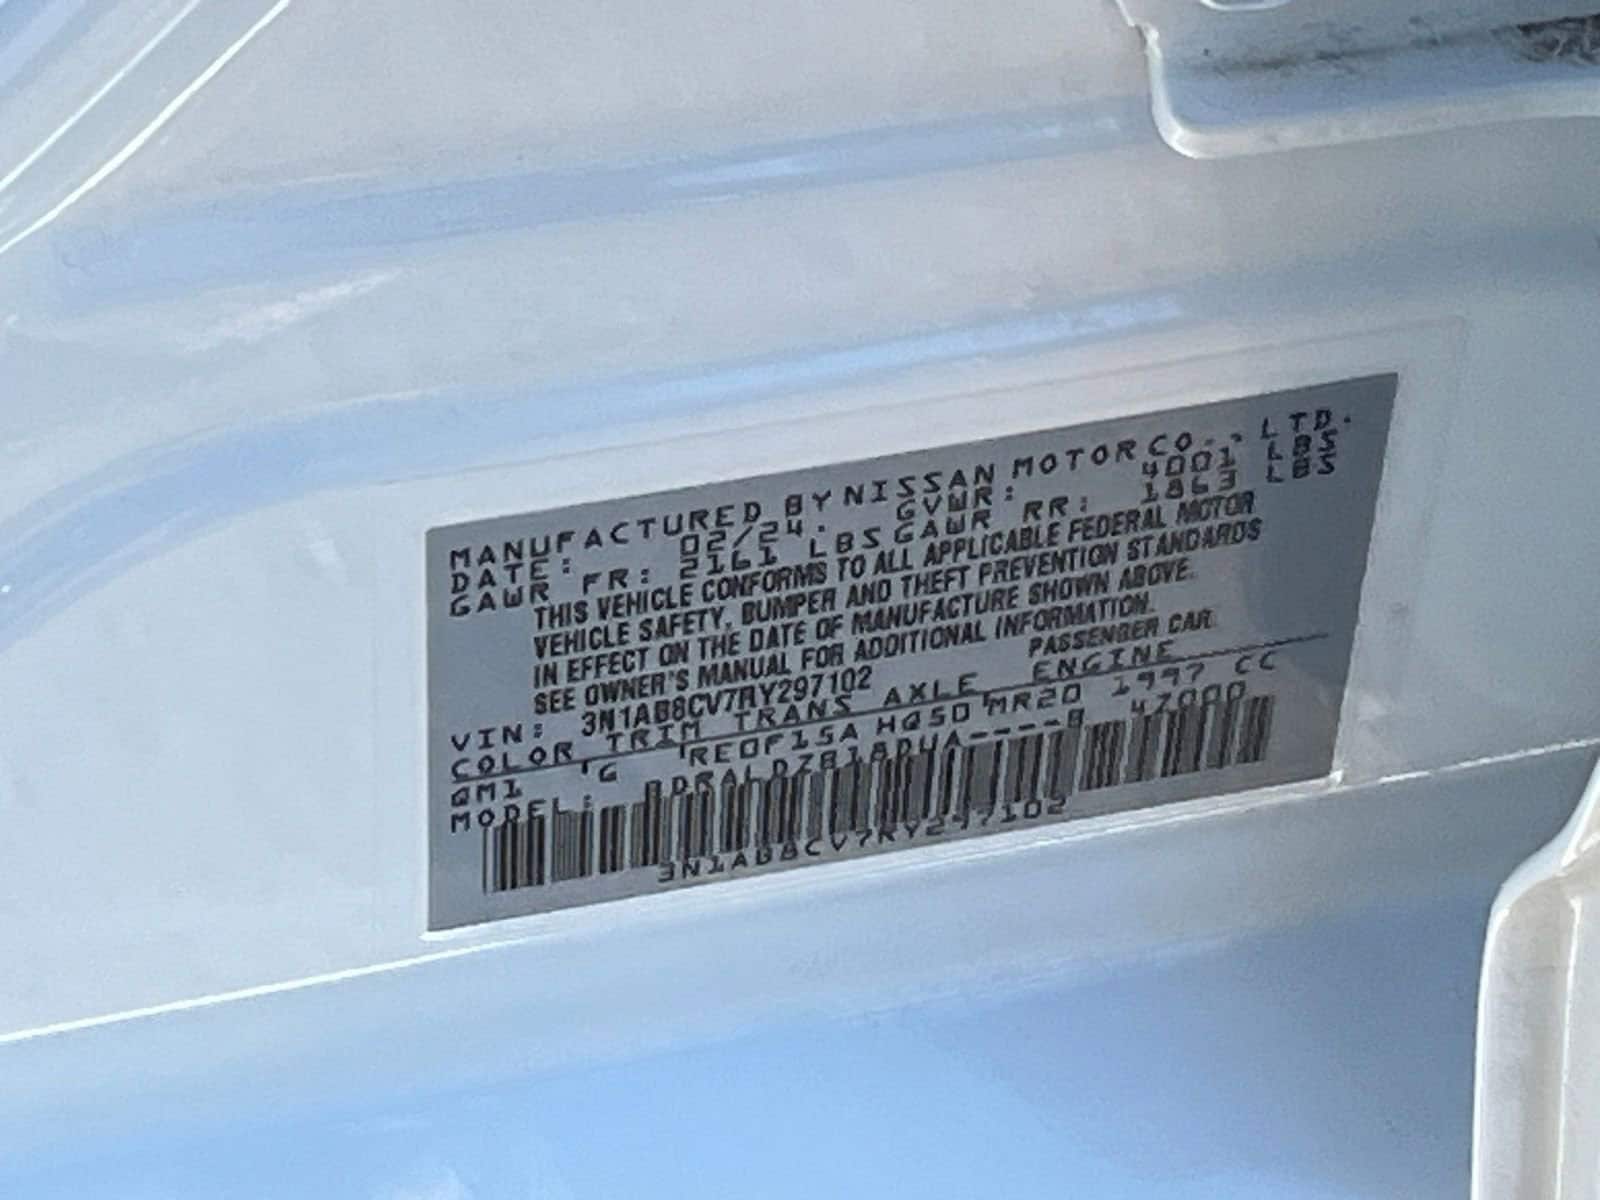 MANUFACTURED BY NISSAN MOTOR CO., LTD.
DATE: 02/24. GVWR: 4001 LBS
GAWR FR: 2161 LBS GAWR RR: 1863 LBS
THIS VEHICLE CONFORMS TO ALL APPLICABLE FEDERAL MOTOR
VEHICLE SAFETY, BUMPER AND THEFT PREVENTION STANDARDS
IN EFFECT ON THE DATE OF MANUFACTURE SHOWN ABOVE.
SEE OWNER'S MANUAL FOR ADDITIONAL INFORMATION.
VIN: 3N1AB8CV7RY297102 PASSENGER CAR
COLOR TRIM TRANS AXLE ENGINE
QM1 G RE0F15A HQ50 MR20 1997 CC
MODEL:
3N1AB8CV7RY297102